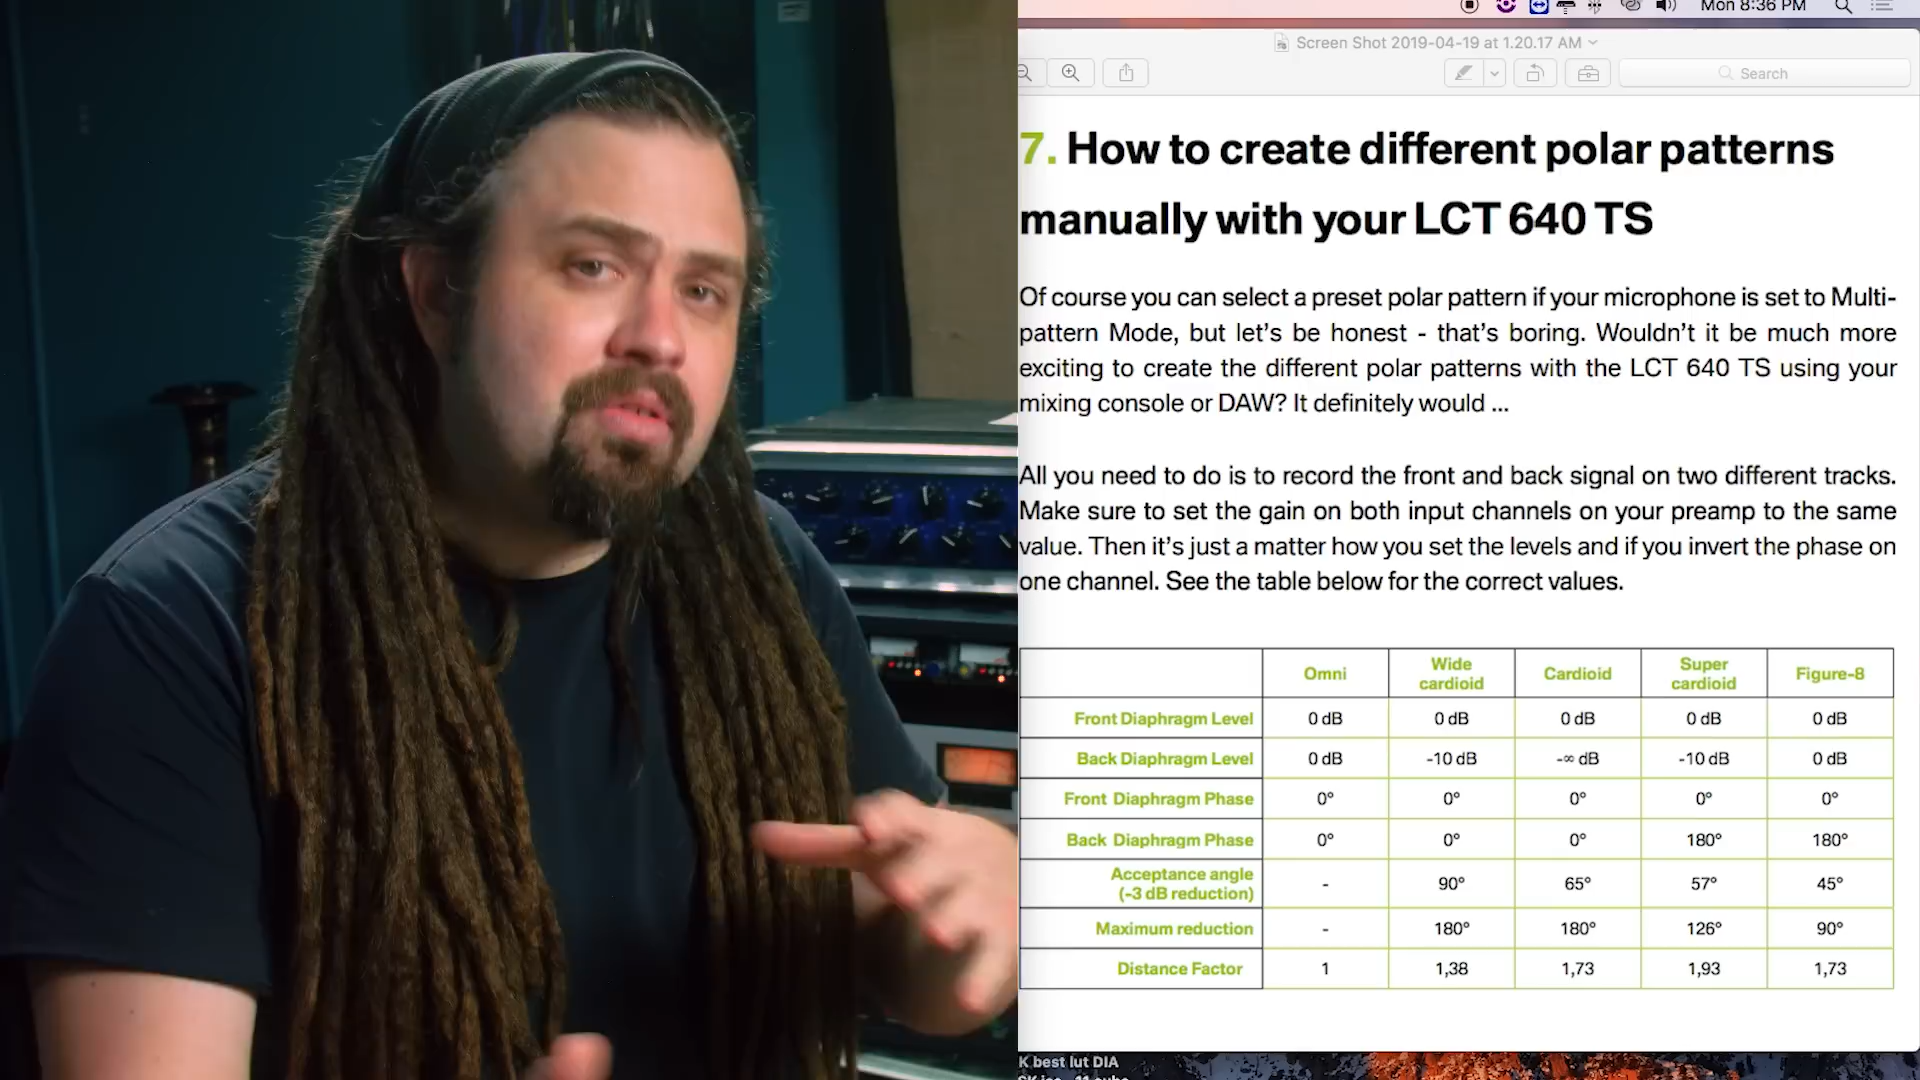 Mon 8:36 PM
Screen Shot 2019-04-19 at 1.20.17 AM
Search
7. How to create different polar patterns
manually with your LCT 640 TS
Of course you can select a preset polar pattern if your microphone is set to Multi-
pattern Mode, but let's be honest - that's boring. Wouldn't it be much more
exciting to create the different polar patterns with the LCT 640 TS using your
mixing console or DAW? It definitely would ...
All you need to do is to record the front and back signal on two different tracks.
Make sure to set the gain on both input channels on your preamp to the same
value. Then it's just a matter how you set the levels and if you invert the phase on
one channel. See the table below for the correct values.
Omni Wide cardioid Cardioid Super cardioid Figure-8
Front Diaphragm Level 0 dB 0 dB 0 dB 0 dB 0 dB
Back Diaphragm Level 0 dB -10 dB -∞ dB -10 dB 0 dB
Front Diaphragm Phase 0° 0° 0° 0° 0°
Back Diaphragm Phase 0° 0° 0° 180° 180°
Acceptance angle (-3 dB reduction) - 90° 65° 57° 45°
Maximum reduction - 180° 180° 126° 90°
Distance Factor 1 1,38 1,73 1,93 1,73
K best lut DIA